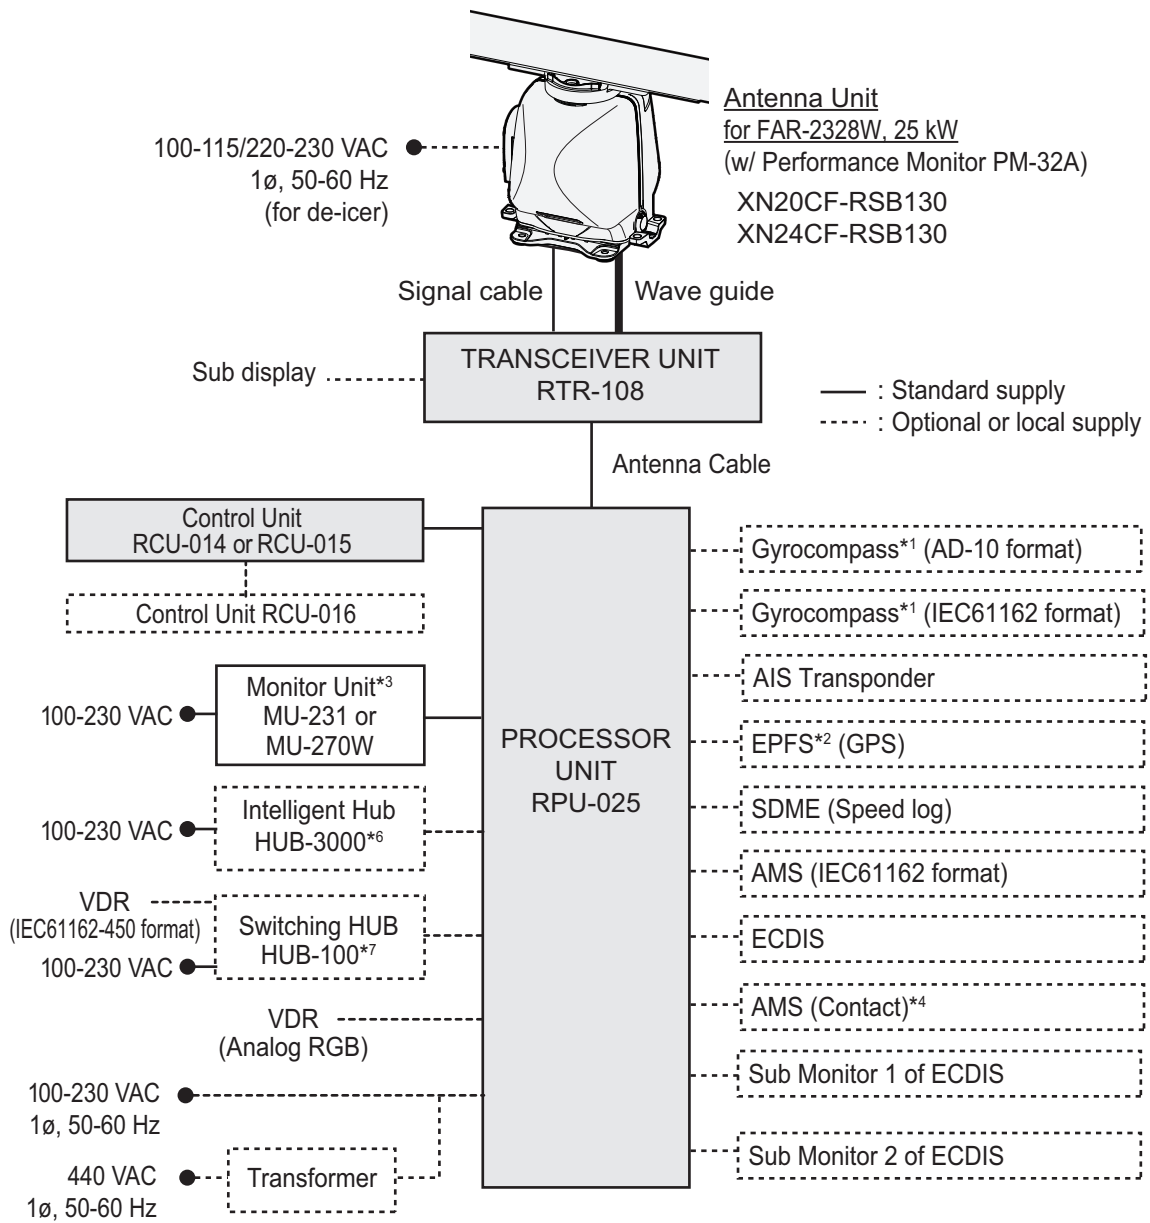 Antenna Unit
for FAR-2328W, 25 kW
(w/ Performance Monitor PM-32A)
XN20CF-RSB130
XN24CF-RSB130
100-115/220-230 VAC
1ø, 50-60 Hz
(for de-icer)
Signal cable
Wave guide
TRANSCEIVER UNIT
RTR-108
Sub display
: Standard supply
: Optional or local supply
Antenna Cable
Control Unit
RCU-014 or RCU-015
Control Unit RCU-016
Monitor Unit*3
MU-231 or
MU-270W
100-230 VAC
Intelligent Hub
HUB-3000*6
100-230 VAC
VDR
(IEC61162-450 format)
Switching HUB
HUB-100*7
100-230 VAC
VDR
(Analog RGB)
100-230 VAC
1ø, 50-60 Hz
440 VAC
1ø, 50-60 Hz
Transformer
PROCESSOR
UNIT
RPU-025
Gyrocompass*1 (AD-10 format)
Gyrocompass*1 (IEC61162 format)
AIS Transponder
EPFS*2 (GPS)
SDME (Speed log)
AMS (IEC61162 format)
ECDIS
AMS (Contact)*4
Sub Monitor 1 of ECDIS
Sub Monitor 2 of ECDIS